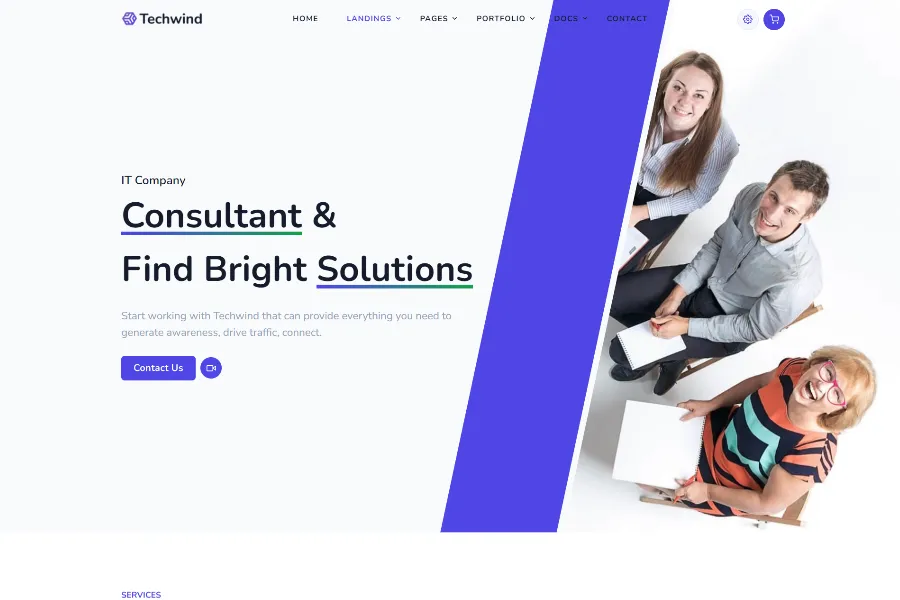 Techwind
HOME LANDINGS PAGES PORTFOLIO DOCS CONTACT
IT Company
Consultant &
Find Bright Solutions
Start working with Techwind that can provide everything you need to
generate awareness, drive traffic, connect.
Contact Us
SERVICES